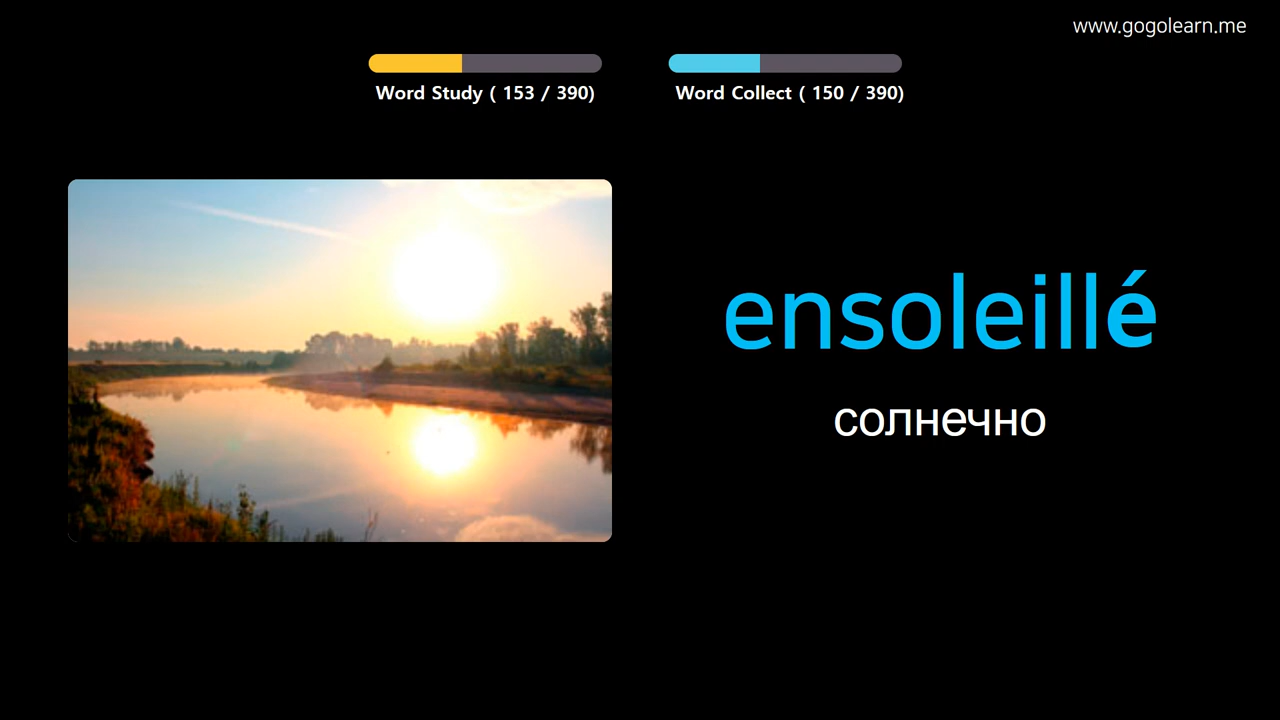 www.gogolearn.me
Word Study ( 153 / 390)
Word Collect ( 150 / 390)
ensoleillé
солнечно